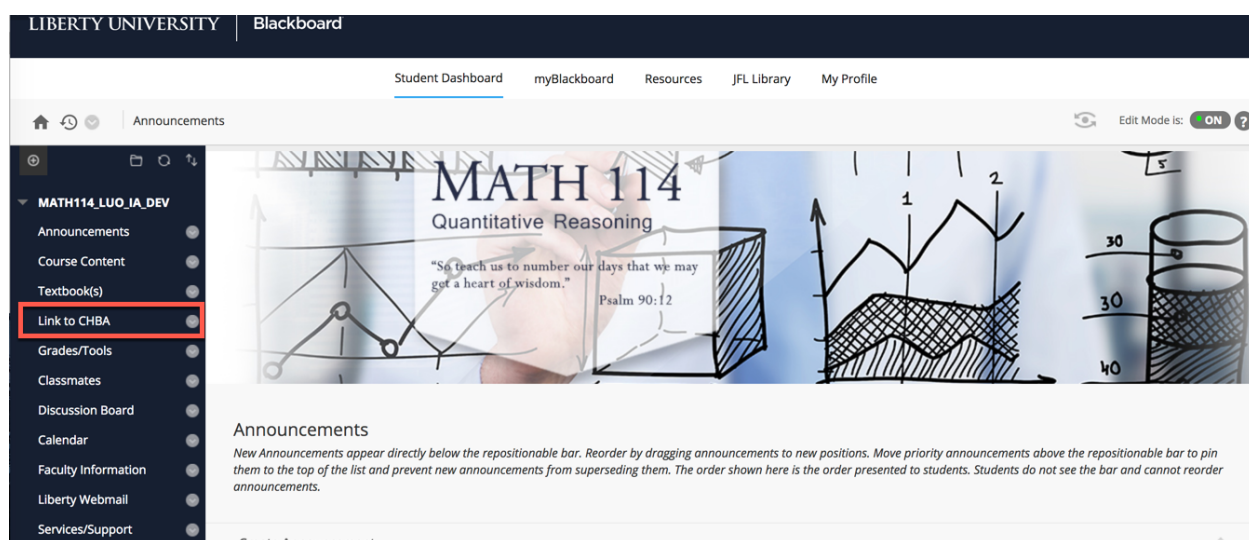 LIBERTY UNIVERSITY | Blackboard
Student Dashboard myBlackboard Resources JFL Library My Profile
Announcements Edit Mode is: ON ?
MATH114_LUO_IA_DEV
Announcements
Course Content
Textbook(s)
Link to CHBA
Grades/Tools
Classmates
Discussion Board
Calendar
Faculty Information
Liberty Webmail
Services/Support
MATH 114
Quantitative Reasoning
"So teach us to number our days that we may
get a heart of wisdom."
Psalm 90:12
1
2
5
30
30
40
Announcements
New Announcements appear directly below the repositionable bar. Reorder by dragging announcements to new positions. Move priority announcements above the repositionable bar to pin
them to the top of the list and prevent new announcements from superseding them. The order shown here is the order presented to students. Students do not see the bar and cannot reorder
announcements.